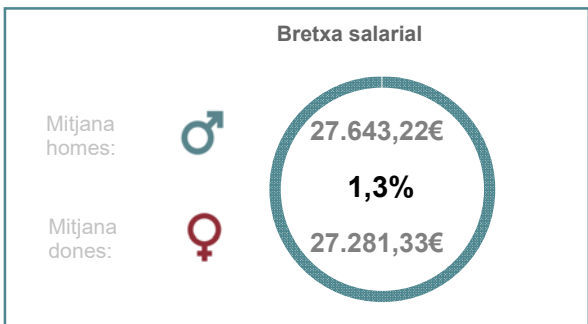 Bretxa salarial
Mitjana
homes:
27.643,22€
1,3%
Mitjana
dones:
27.281,33€